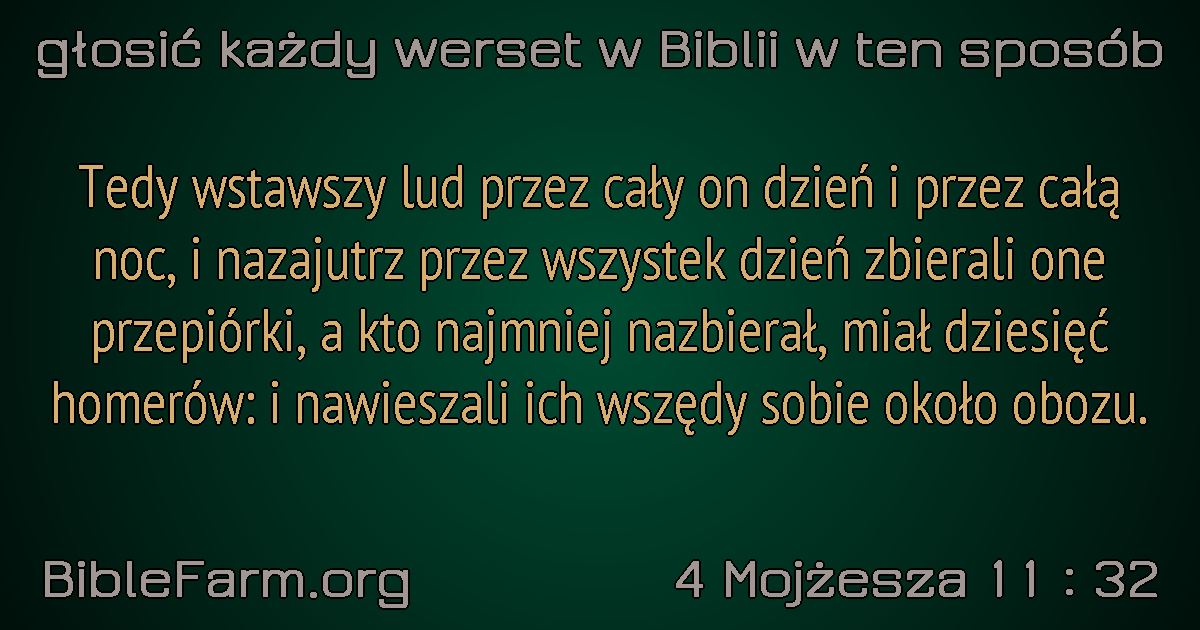 głosić każdy werset w Biblii w ten sposób
Tedy wstawszy lud przez cały on dzień i przez całą
noc, i nazajutrz przez wszystek dzień zbierali one
przepiórki, a kto najmniej nazbierał, miał dziesięć
homerów: i nawieszali ich wszędy sobie około obozu.
BibleFarm.org
4 Mojżesza 11 : 32